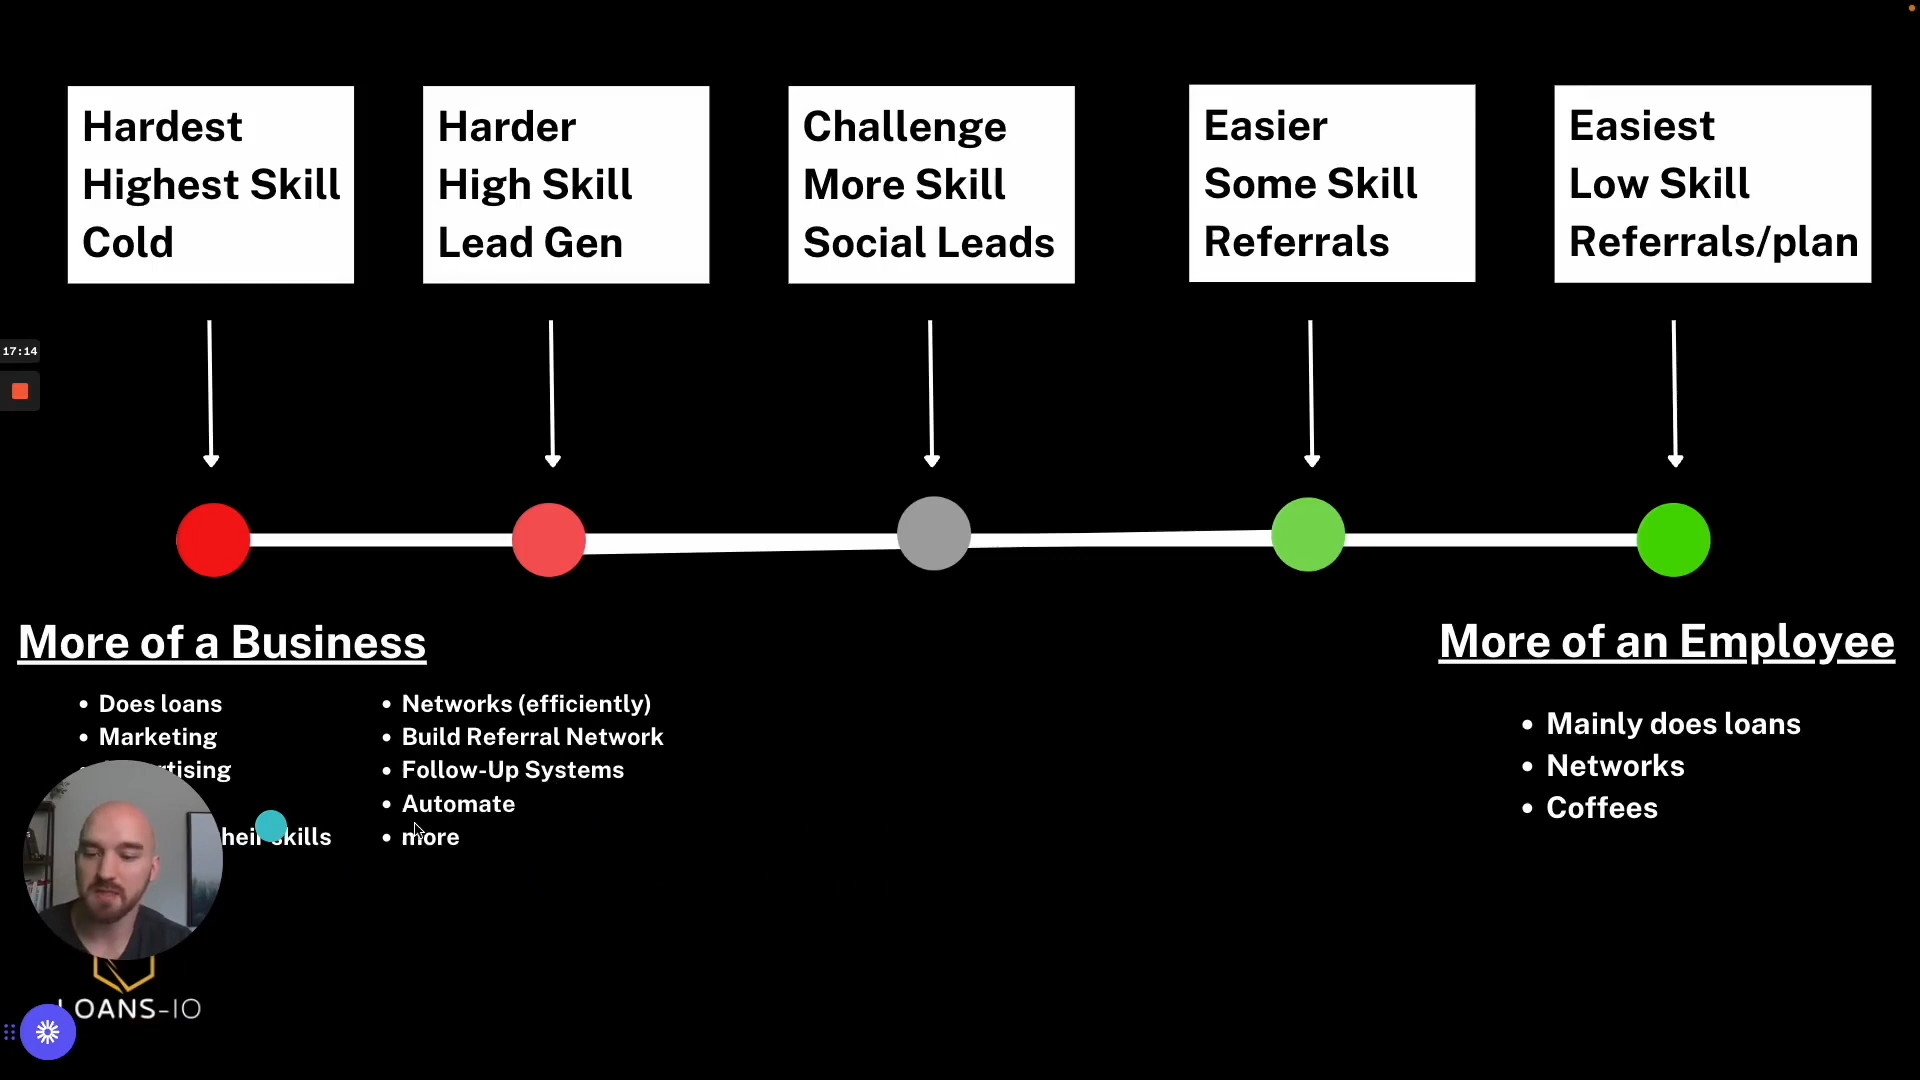 Hardest
Highest Skill
Cold
Harder
High Skill
Lead Gen
Challenge
More Skill
Social Leads
Easier
Some Skill
Referrals
Easiest
Low Skill
Referrals/plan
17:14
More of a Business
• Does loans
• Marketing
• skills
• Networks (efficiently)
• Build Referral Network
• Follow-Up Systems
• Automate
• more
More of an Employee
• Mainly does loans
• Networks
• Coffees
LOANS-IO